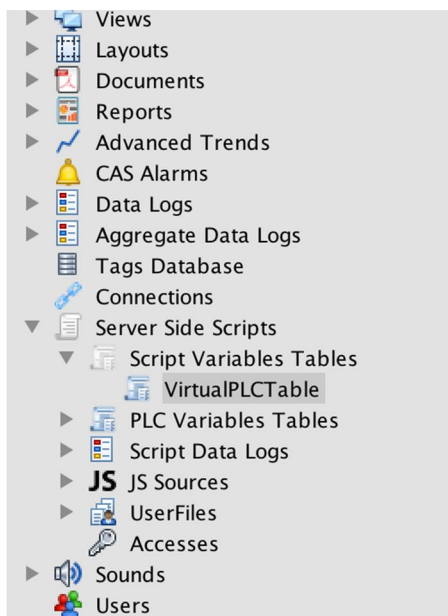 Views
Layouts
Documents
Reports
Advanced Trends
CAS Alarms
Data Logs
Aggregate Data Logs
Tags Database
Connections
Server Side Scripts
Script Variables Tables
VirtualPLCTable
PLC Variables Tables
Script Data Logs
JS JS Sources
UserFiles
Accesses
Sounds
Users